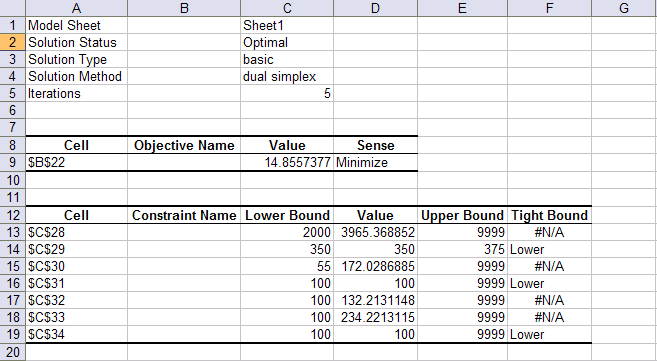 A B C D E F G
1 Model Sheet Sheet1
2 Solution Status Optimal
3 Solution Type basic
4 Solution Method dual simplex
5 Iterations 5
6
7
8 Cell Objective Name Value Sense
9 $B$22 14.8557377 Minimize
10
11
12 Cell Constraint Name Lower Bound Value Upper Bound Tight Bound
13 $C$28 2000 3965.368852 9999 #N/A
14 $C$29 350 350 375 Lower
15 $C$30 55 172.0286885 9999 #N/A
16 $C$31 100 100 9999 Lower
17 $C$32 100 132.2131148 9999 #N/A
18 $C$33 100 234.2213115 9999 #N/A
19 $C$34 100 100 9999 Lower
20